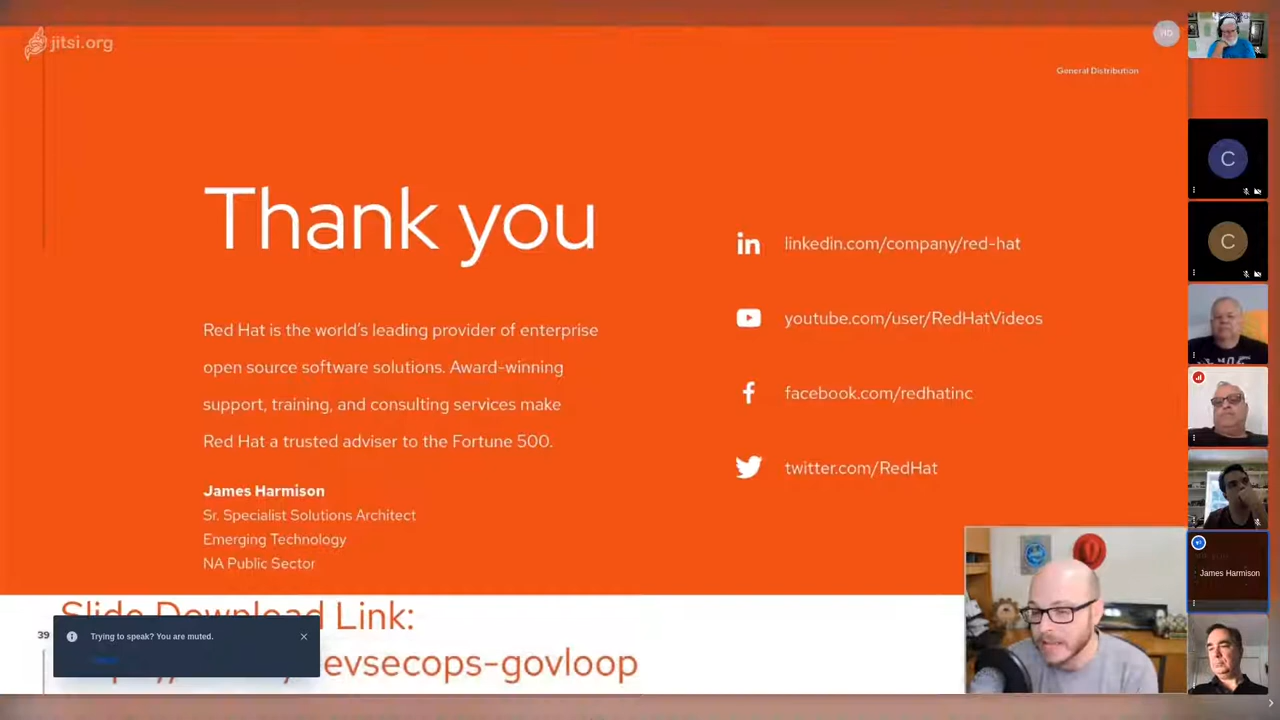 jitsi.org
HD
General Distribution
Thank you
linkedin.com/company/red-hat
youtube.com/user/RedHatVideos
facebook.com/redhatinc
twitter.com/RedHat
Red Hat is the world's leading provider of enterprise
open source software solutions. Award-winning
support, training, and consulting services make
Red Hat a trusted adviser to the Fortune 500.
James Harmison
Sr. Specialist Solutions Architect
Emerging Technology
NA Public Sector
Slide Download Link:
39
Trying to speak? You are muted.
evsecops-govloop
C
C
James Harmison